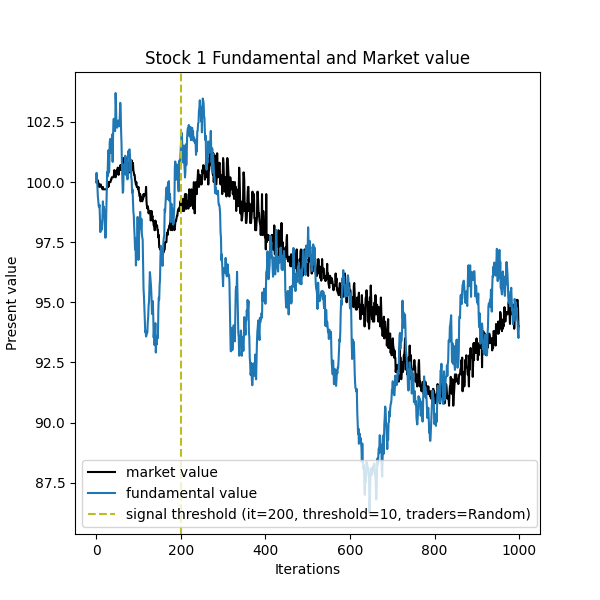 Stock 1 Fundamental and Market value
Present value
102.5
100.0
97.5
95.0
92.5
90.0
87.5
market value
fundamental value
signal threshold (it=200, threshold=10, traders=Random)
0
200
400
600
800
1000
Iterations